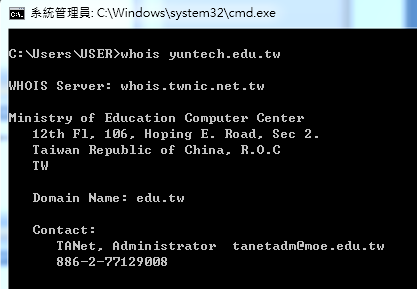 系統管理員: C:\Windows\system32\cmd.exe
C:\Users\USER>whois yuntech.edu.tw
WHOIS Server: whois.twnic.net.tw
Ministry of Education Computer Center
12th Fl, 106, Hoping E. Road, Sec 2.
Taiwan Republic of China, R.O.C
TW
Domain Name: edu.tw
Contact:
TANet, Administrator  tanetadm@moe.edu.tw
886-2-77129008